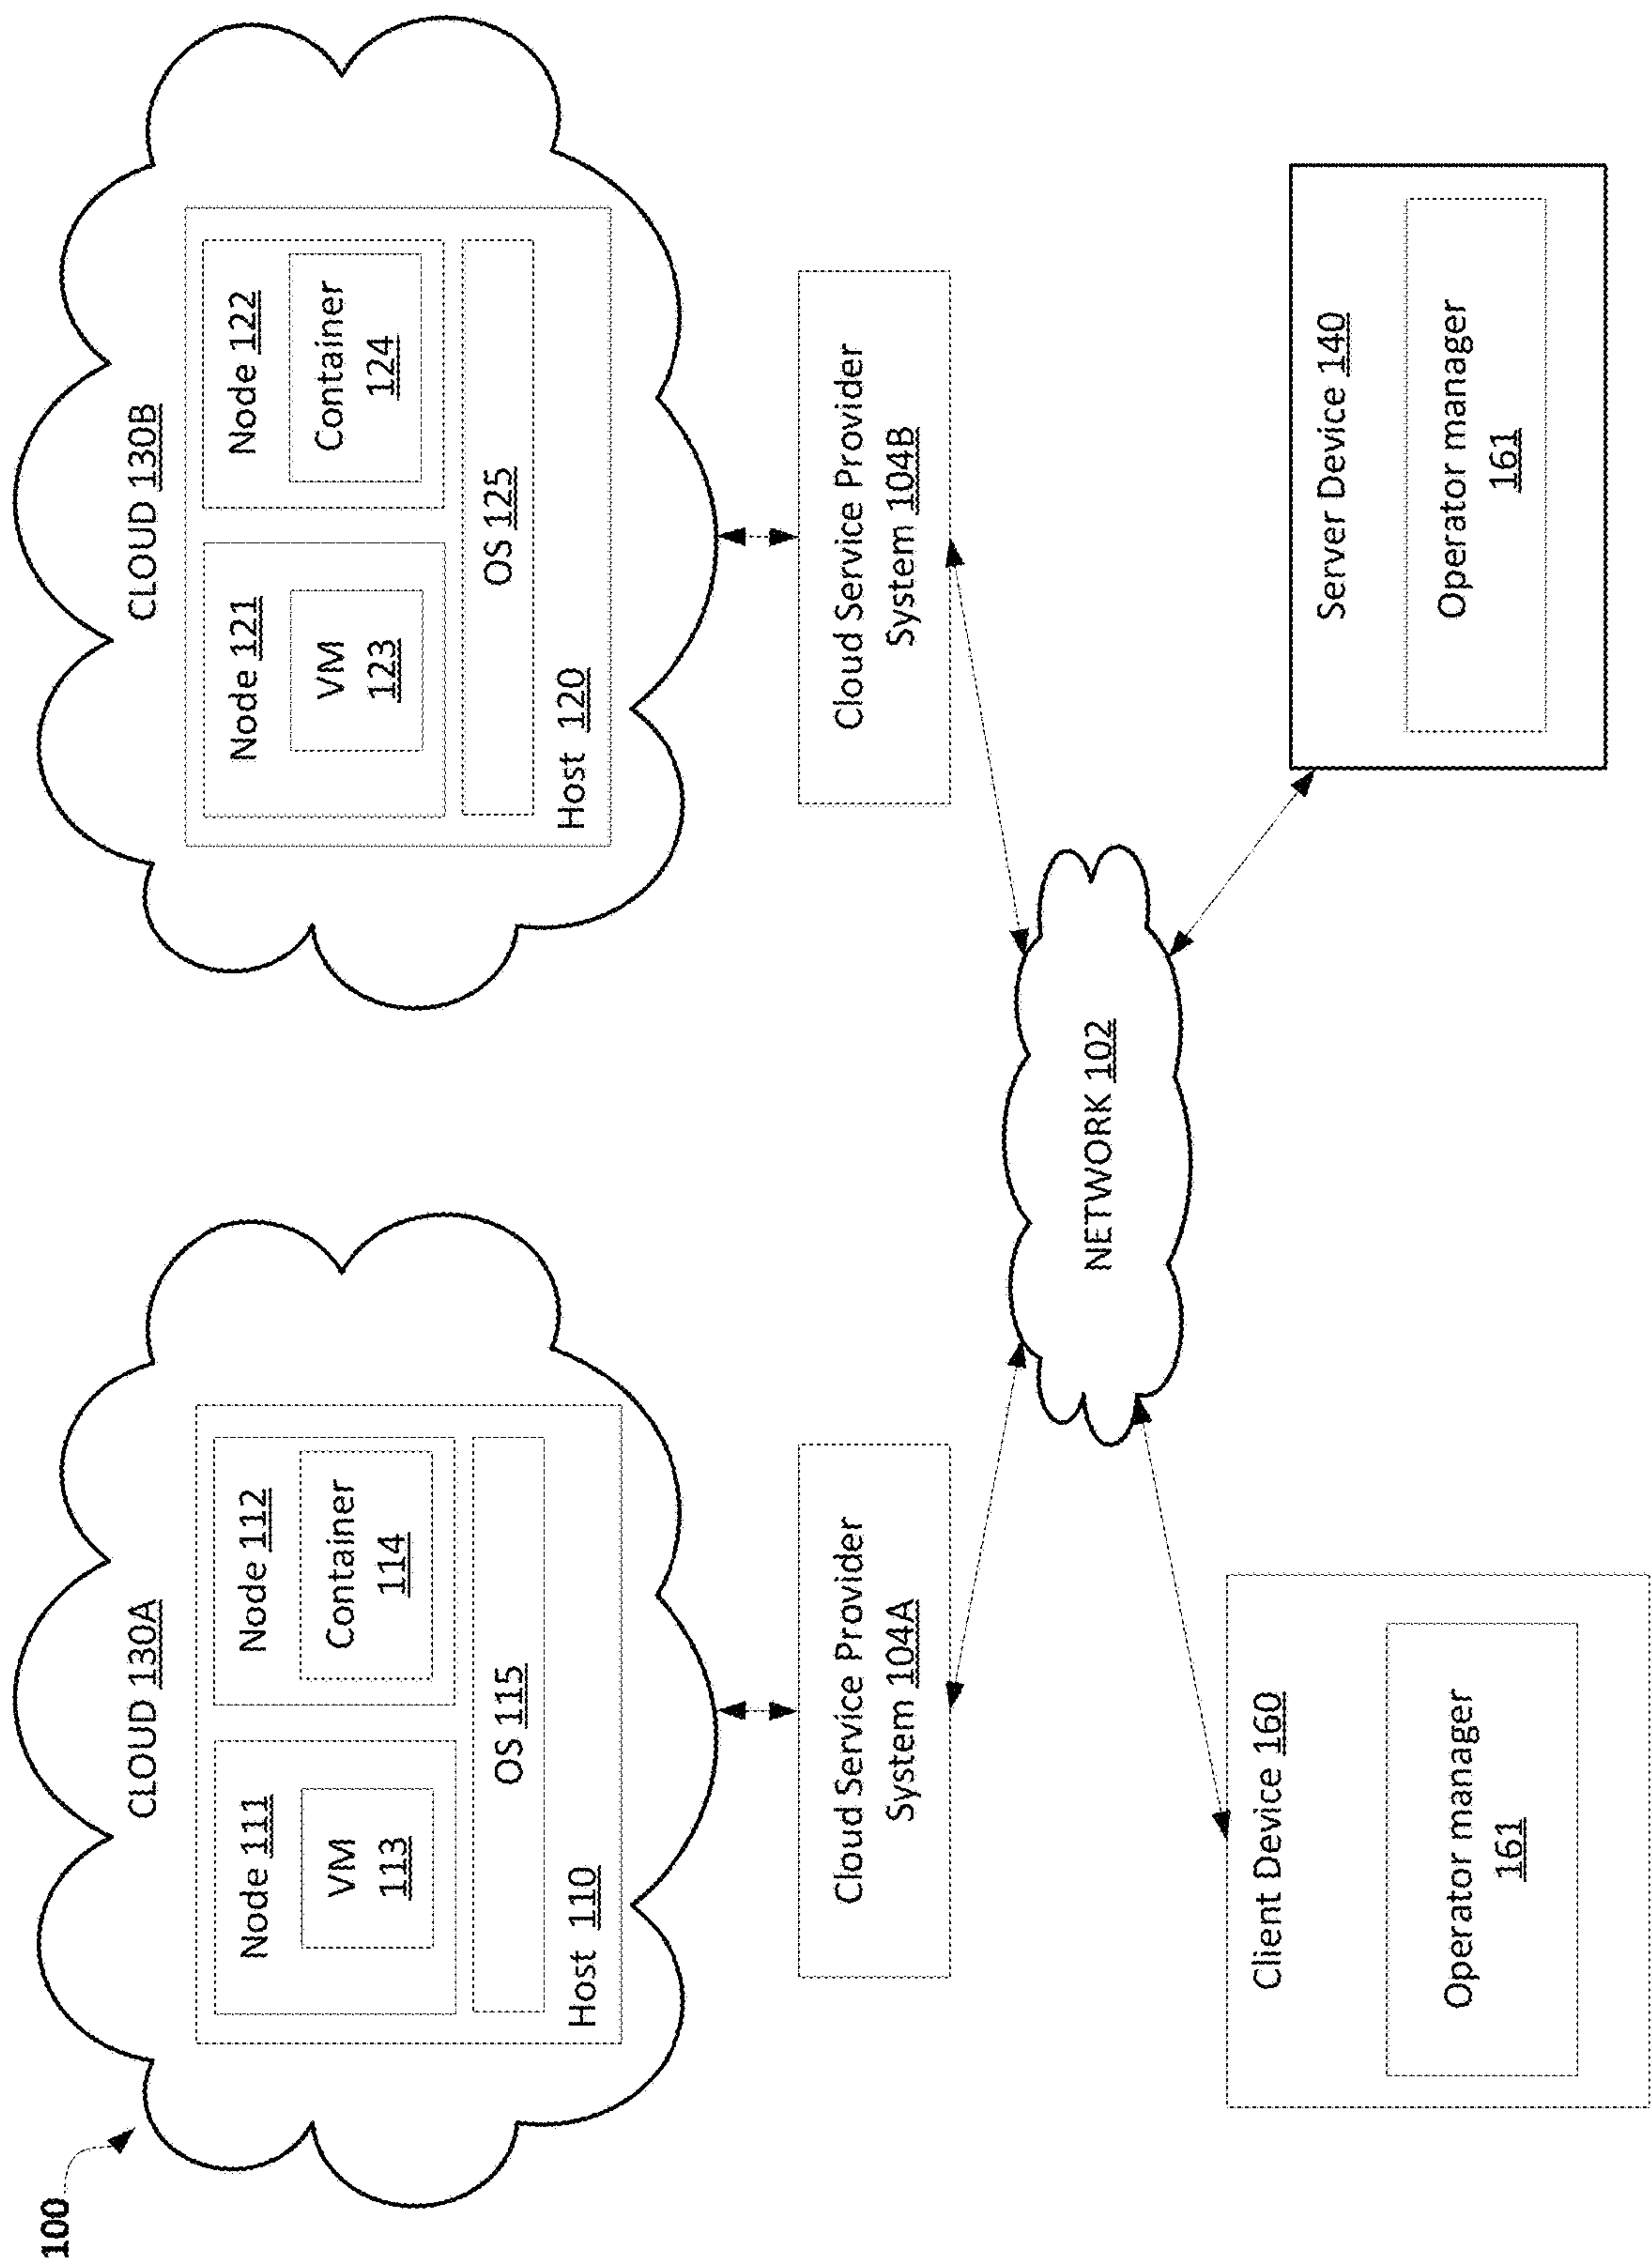 100
CLOUD 130A
Node 111
VM
113
Node 112
Container
114
OS 115
Host 110
CLOUD 130B
Node 121
VM
123
Node 122
Container
124
OS 125
Host 120
Cloud Service Provider
System 104A
Cloud Service Provider
System 104B
NETWORK 102
Client Device 160
Operator manager
161
Server Device 140
Operator manager
161